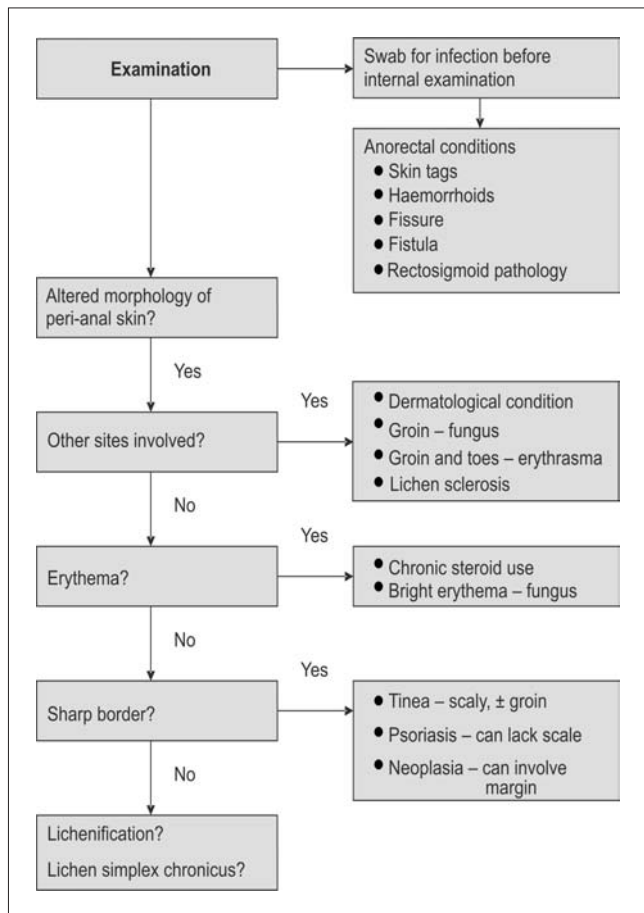 Examination
Swab for infection before
internal examination
Anorectal conditions
● Skin tags
● Haemorrhoids
● Fissure
● Fistula
● Rectosigmoid pathology
Altered morphology of
peri-anal skin?
Yes
Other sites involved?
Yes
● Dermatological condition
● Groin – fungus
● Groin and toes – erythrasma
● Lichen sclerosis
No
Erythema?
Yes
● Chronic steroid use
● Bright erythema – fungus
No
Sharp border?
Yes
● Tinea – scaly, ± groin
● Psoriasis – can lack scale
● Neoplasia – can involve
margin
No
Lichenification?
Lichen simplex chronicus?